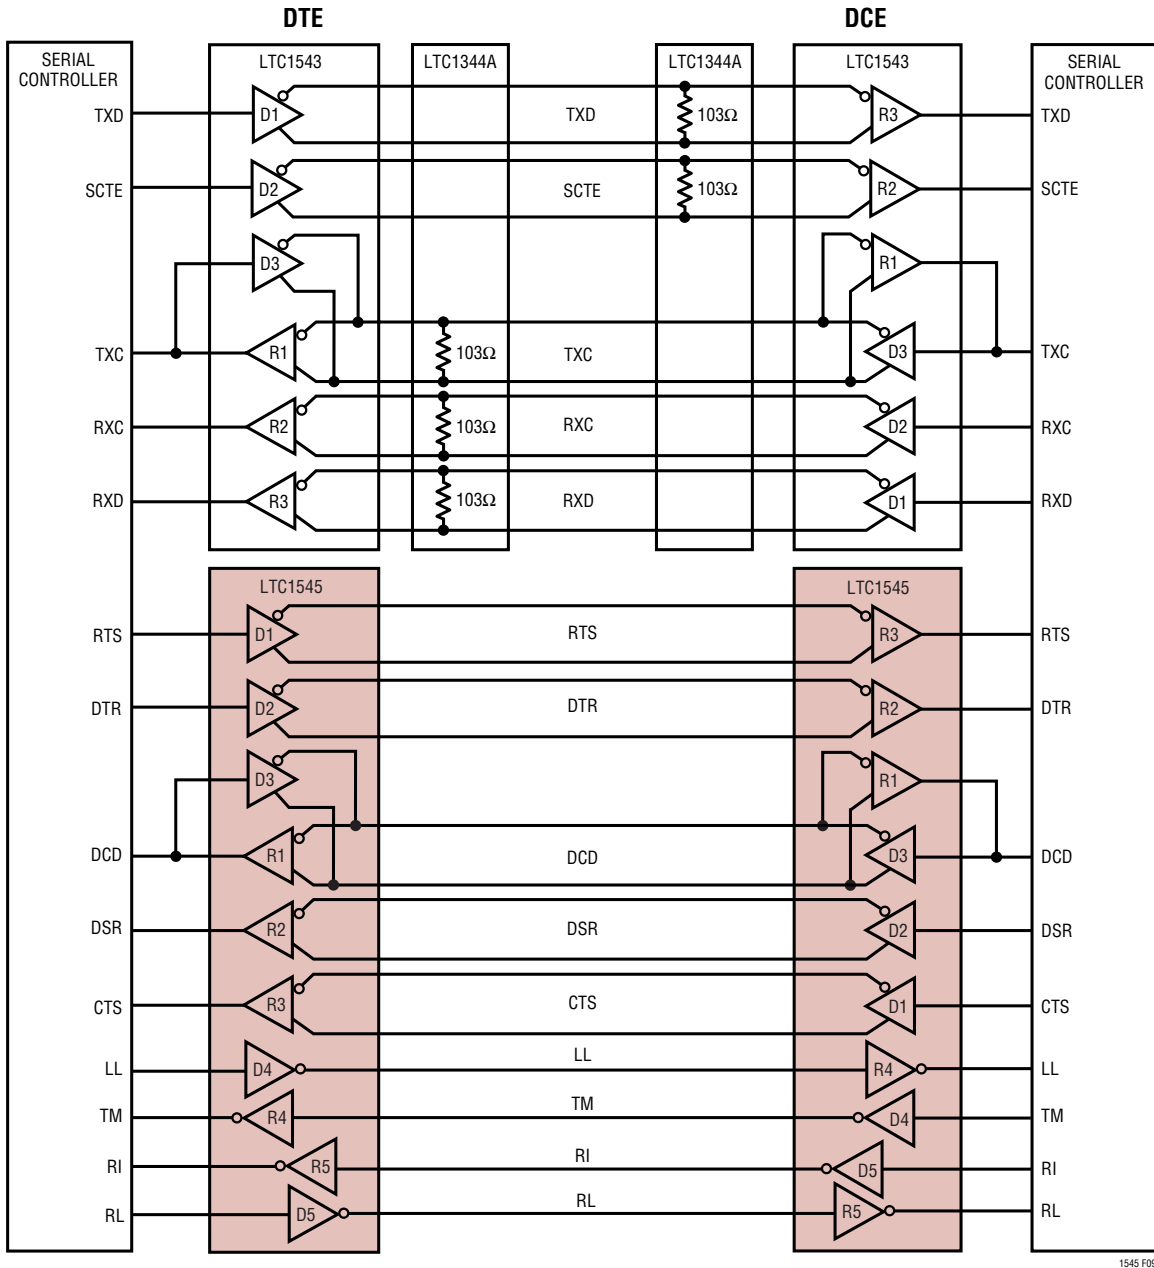 DTE
DCE
SERIAL
CONTROLLER
LTC1543
LTC1344A
LTC1344A
LTC1543
SERIAL
CONTROLLER
TXD
D1
TXD
103Ω
R3
TXD
SCTE
D2
SCTE
103Ω
R2
SCTE
D3
R1
TXC
R1
103Ω
TXC
D3
TXC
RXC
R2
103Ω
RXC
D2
RXC
RXD
R3
103Ω
RXD
D1
RXD
LTC1545
LTC1545
RTS
D1
RTS
R3
RTS
DTR
D2
DTR
R2
DTR
D3
R1
DCD
R1
DCD
D3
DCD
DSR
R2
DSR
D2
DSR
CTS
R3
CTS
D1
CTS
LL
D4
LL
R4
LL
TM
R4
TM
D4
TM
RI
R5
RI
D5
RI
RL
D5
RL
R5
RL
1545 F09